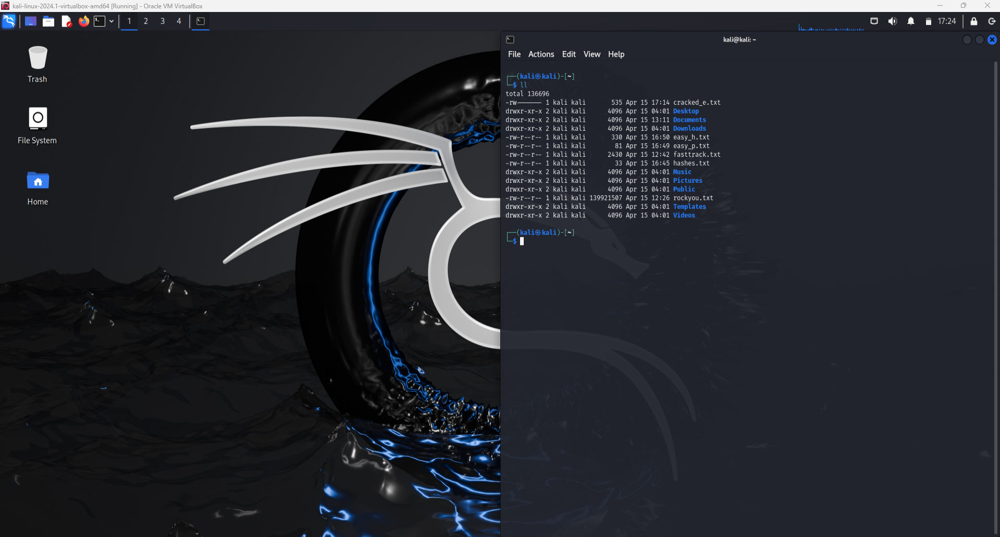 kali-linux-2024.1-virtualbox-amd64 [Running] - Oracle VM VirtualBox
1 2 3 4
17:24
Trash
File System
Home
kali@kali: ~
File Actions Edit View Help
┌──(kali㉿kali)-[~]
└─$ ll
total 136696
-rw------- 1 kali kali       535 Apr 15 17:14 cracked_e.txt
drwxr-xr-x 2 kali kali      4096 Apr 15 04:01 Desktop
drwxr-xr-x 2 kali kali      4096 Apr 15 13:11 Documents
drwxr-xr-x 2 kali kali      4096 Apr 15 04:01 Downloads
-rw-r--r-- 1 kali kali       330 Apr 15 16:50 easy_h.txt
-rw-r--r-- 1 kali kali        81 Apr 15 16:49 easy_p.txt
-rw-r--r-- 1 kali kali      2430 Apr 15 12:42 fasttrack.txt
-rw-r--r-- 1 kali kali        33 Apr 15 16:45 hashes.txt
drwxr-xr-x 2 kali kali      4096 Apr 15 04:01 Music
drwxr-xr-x 2 kali kali      4096 Apr 15 04:01 Pictures
drwxr-xr-x 2 kali kali      4096 Apr 15 04:01 Public
-rw-r--r-- 1 kali kali 139921507 Apr 15 12:26 rockyou.txt
drwxr-xr-x 2 kali kali      4096 Apr 15 04:01 Templates
drwxr-xr-x 2 kali kali      4096 Apr 15 04:01 Videos
┌──(kali㉿kali)-[~]
└─$